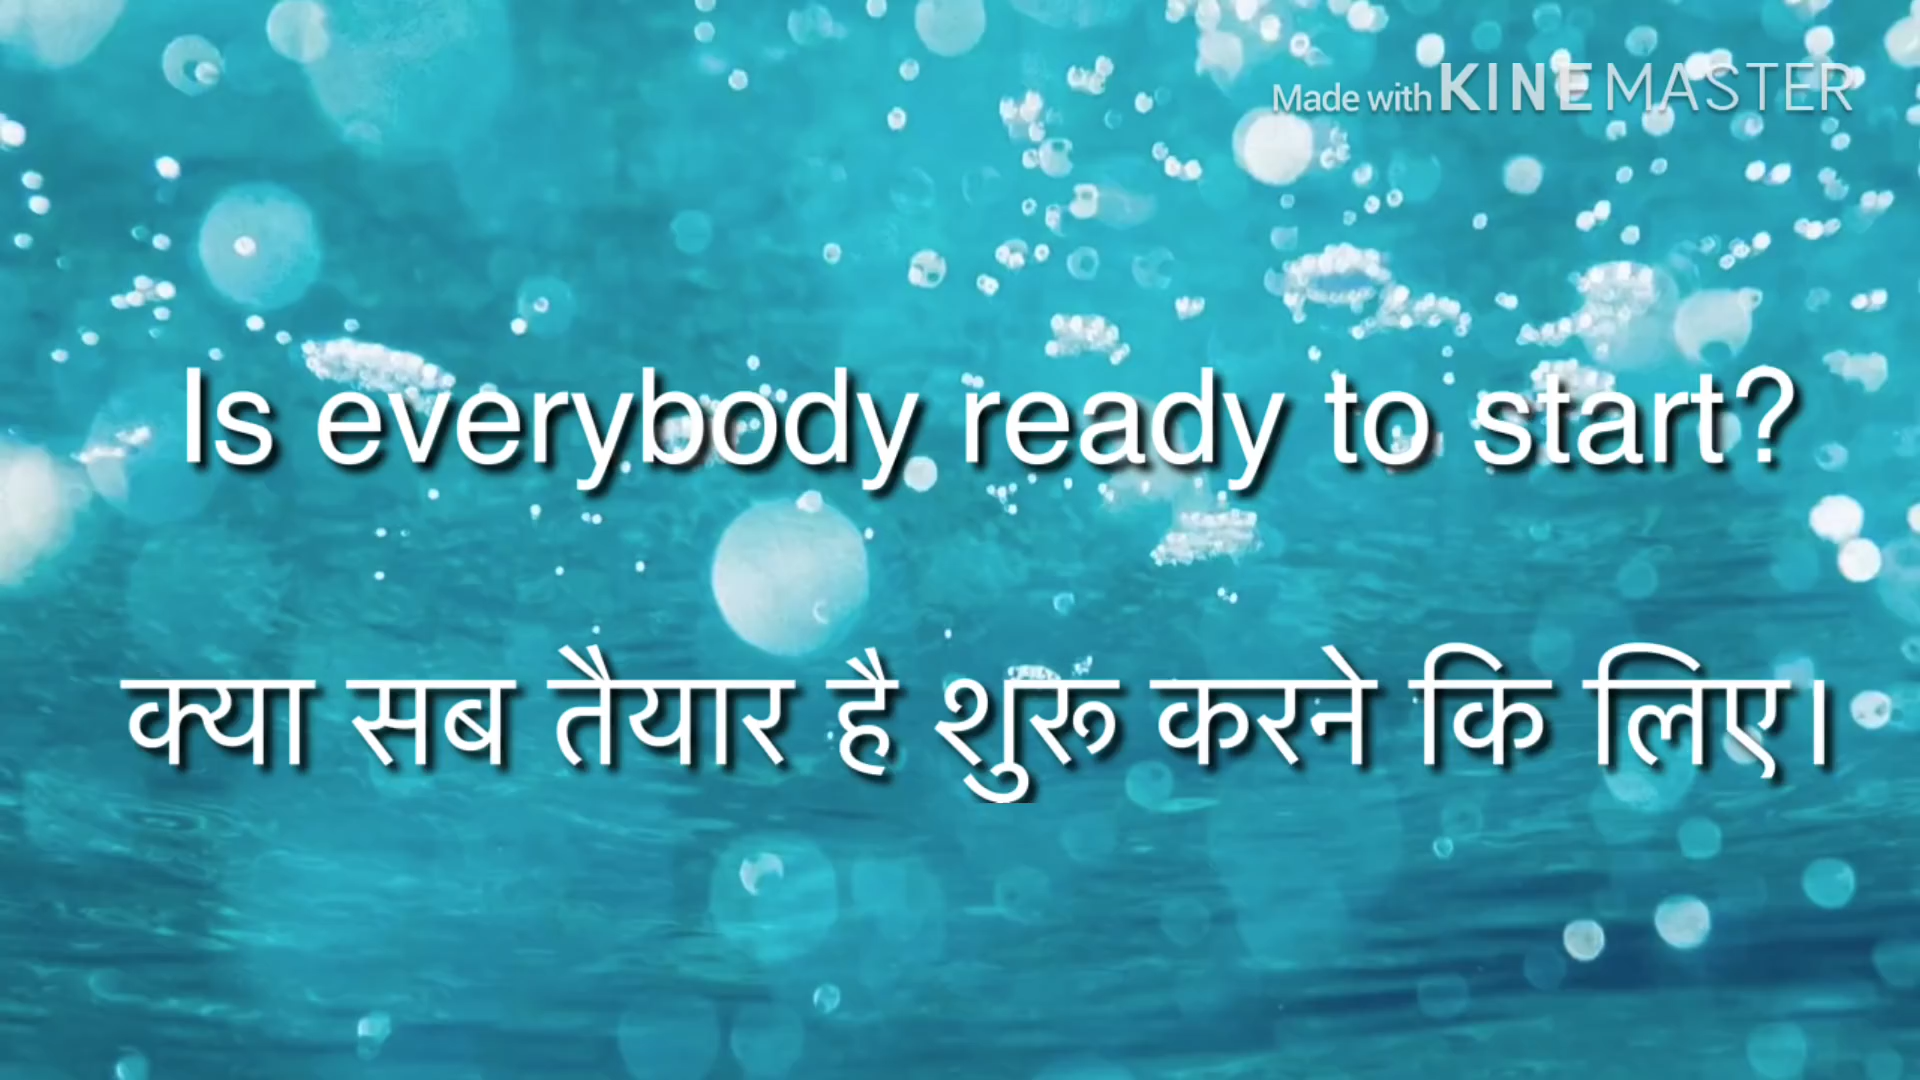 Made with KINEMASTER
Is everybody ready to start?
क्या सब तैयार है शुरू करने कि लिए।